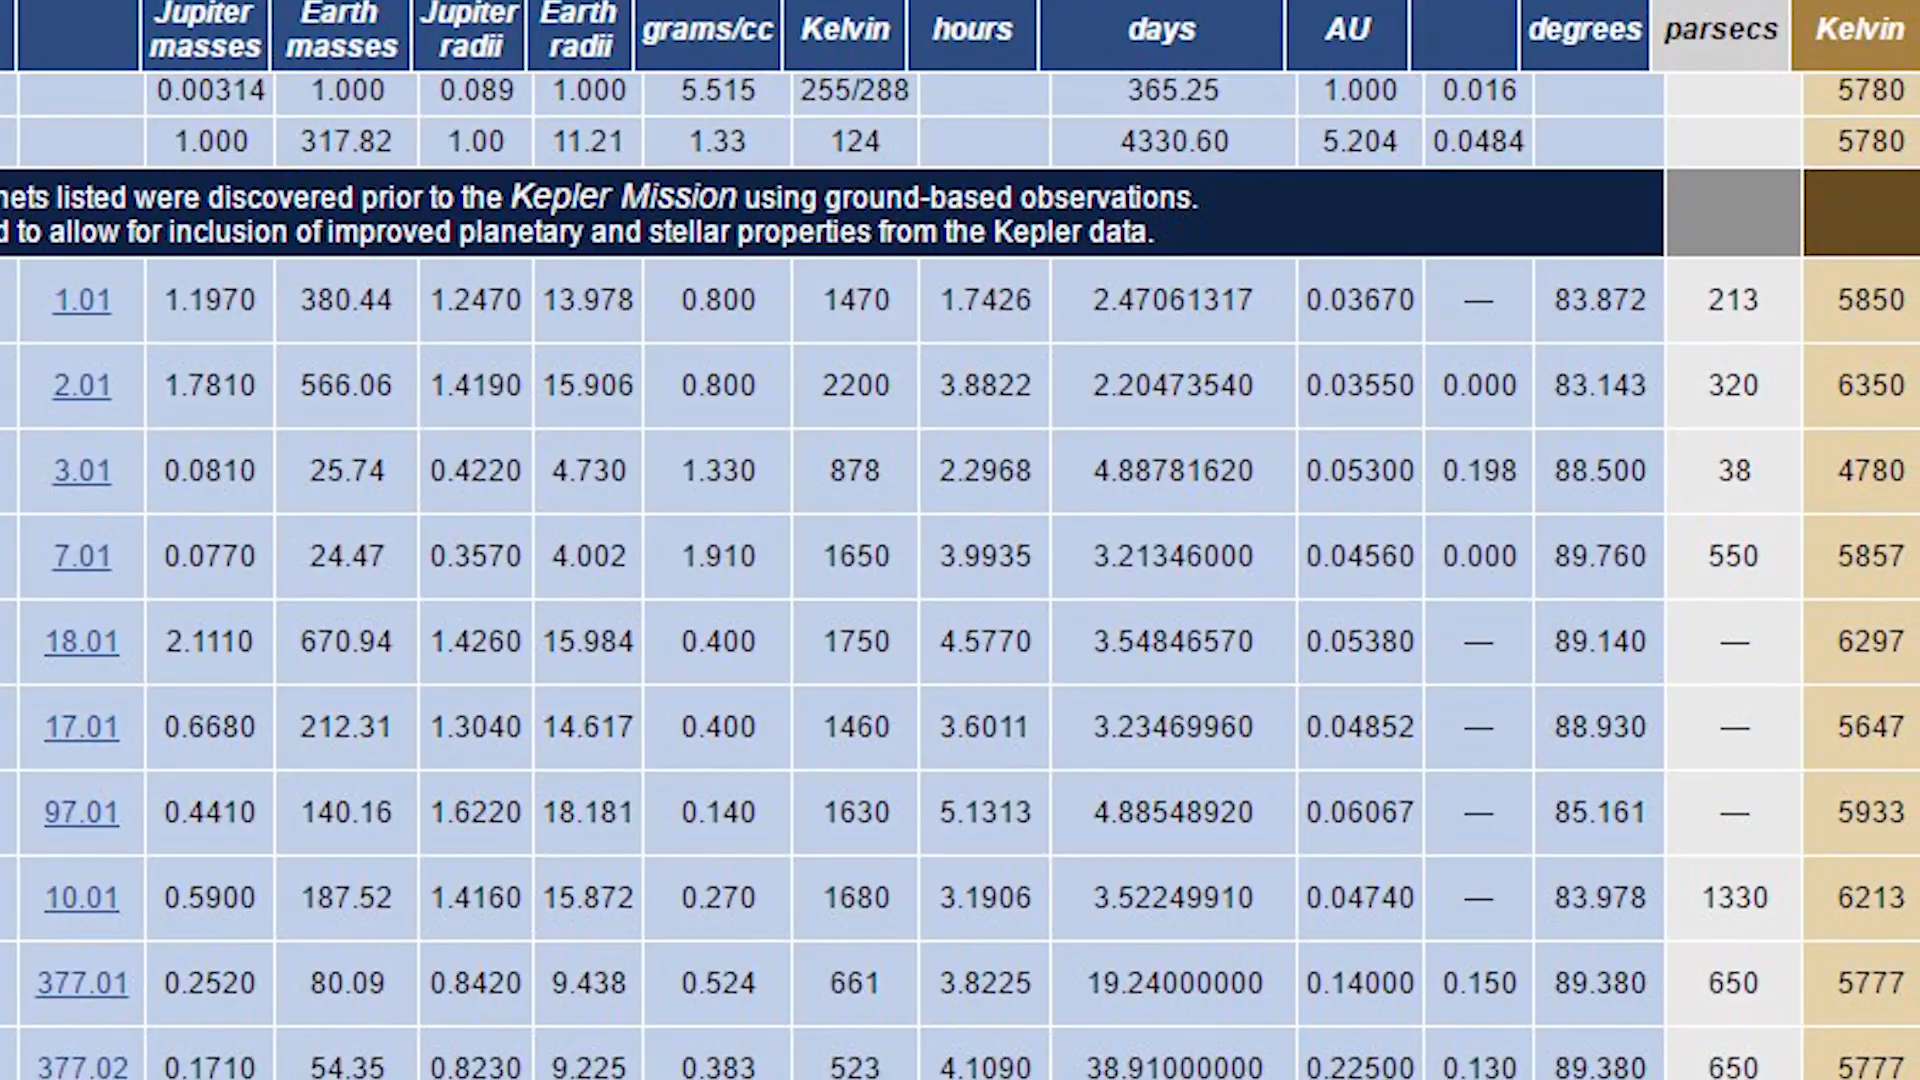 Jupiter masses Earth masses Jupiter radii Earth radii grams/cc Kelvin hours days AU degrees parsecs Kelvin
0.00314 1.000 0.089 1.000 5.515 255/288 365.25 1.000 0.016 5780
1.000 317.82 1.00 11.21 1.33 124 4330.60 5.204 0.0484 5780
nets listed were discovered prior to the Kepler Mission using ground-based observations.
d to allow for inclusion of improved planetary and stellar properties from the Kepler data.
1.01 1.1970 380.44 1.2470 13.978 0.800 1470 1.7426 2.47061317 0.03670 — 83.872 213 5850
2.01 1.7810 566.06 1.4190 15.906 0.800 2200 3.8822 2.20473540 0.03550 0.000 83.143 320 6350
3.01 0.0810 25.74 0.4220 4.730 1.330 878 2.2968 4.88781620 0.05300 0.198 88.500 38 4780
7.01 0.0770 24.47 0.3570 4.002 1.910 1650 3.9935 3.21346000 0.04560 0.000 89.760 550 5857
18.01 2.1110 670.94 1.4260 15.984 0.400 1750 4.5770 3.54846570 0.05380 — 89.140 — 6297
17.01 0.6680 212.31 1.3040 14.617 0.400 1460 3.6011 3.23469960 0.04852 — 88.930 — 5647
97.01 0.4410 140.16 1.6220 18.181 0.140 1630 5.1313 4.88548920 0.06067 — 85.161 — 5933
10.01 0.5900 187.52 1.4160 15.872 0.270 1680 3.1906 3.52249910 0.04740 — 83.978 1330 6213
377.01 0.2520 80.09 0.8420 9.438 0.524 661 3.8225 19.24000000 0.14000 0.150 89.380 650 5777
377.02 0.1710 54.35 0.8230 9.225 0.383 523 4.1090 38.91000000 0.22500 0.130 89.380 650 5777